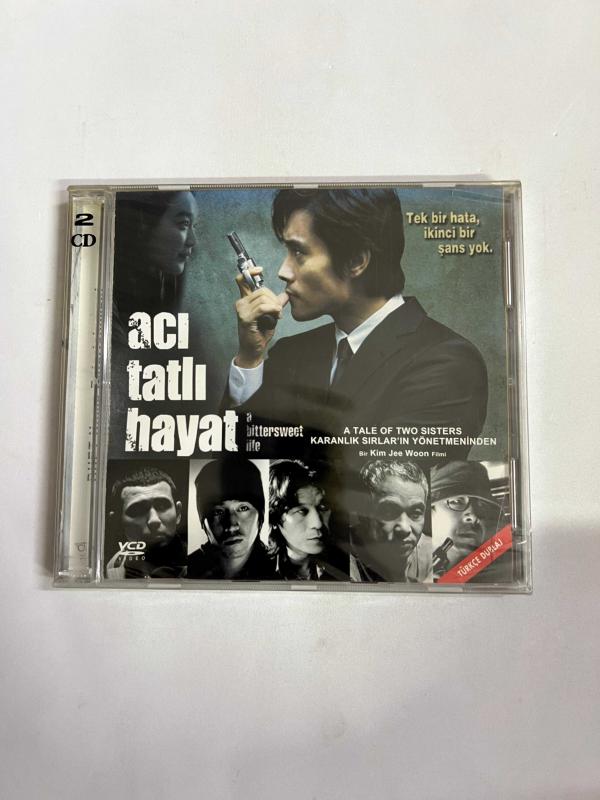 2
CD
Tek bir hata,
ikinci bir
şans yok.
acı
tatlı
hayat
a
bittersweet
life
A TALE OF TWO SISTERS
KARANLIK SIRLAR'IN YÖNETMENİNDEN
Bir Kim Jee Woon Filmi
VCD
VIDEO
TÜRKÇE DUBLAJ